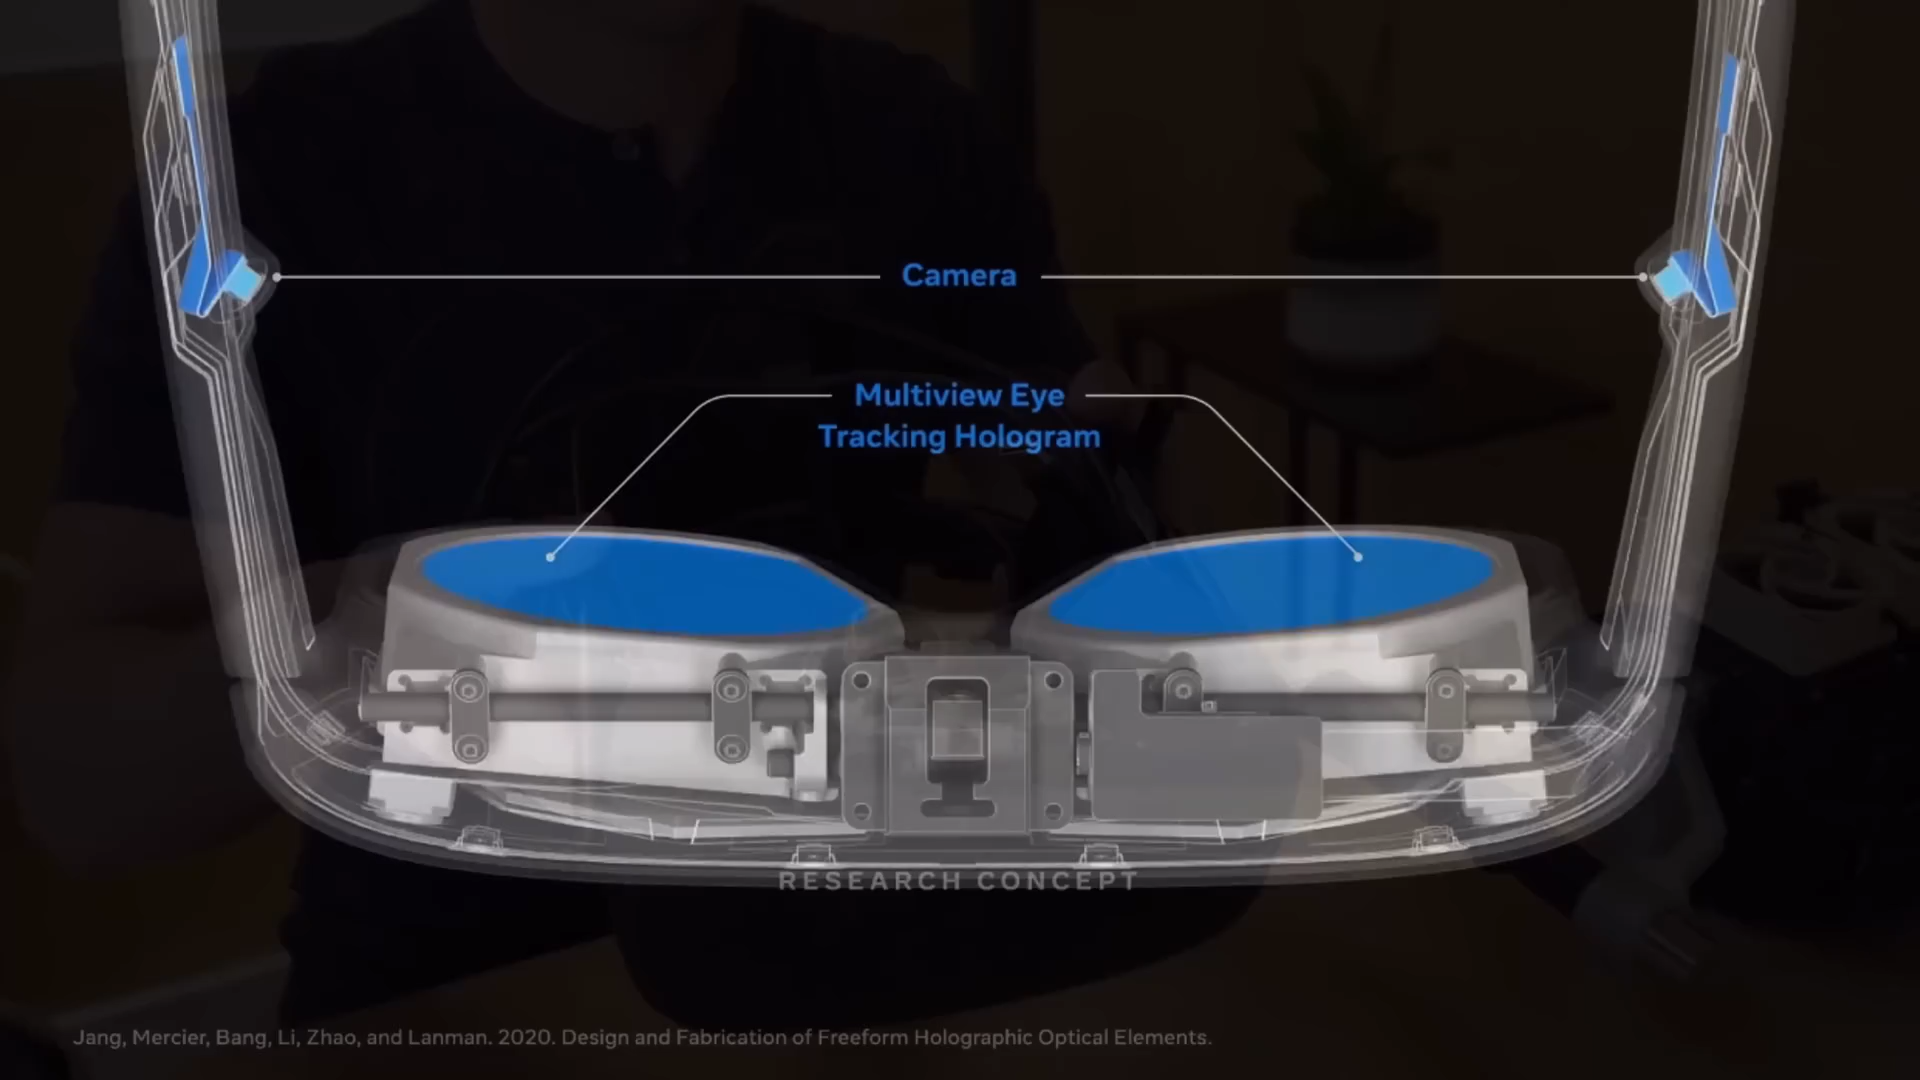 Camera
Multiview Eye
Tracking Hologram
RESEARCH CONCEPT
Jang, Mercier, Bang, Li, Zhao, and Lanman. 2020. Design and Fabrication of Freeform Holographic Optical Elements.